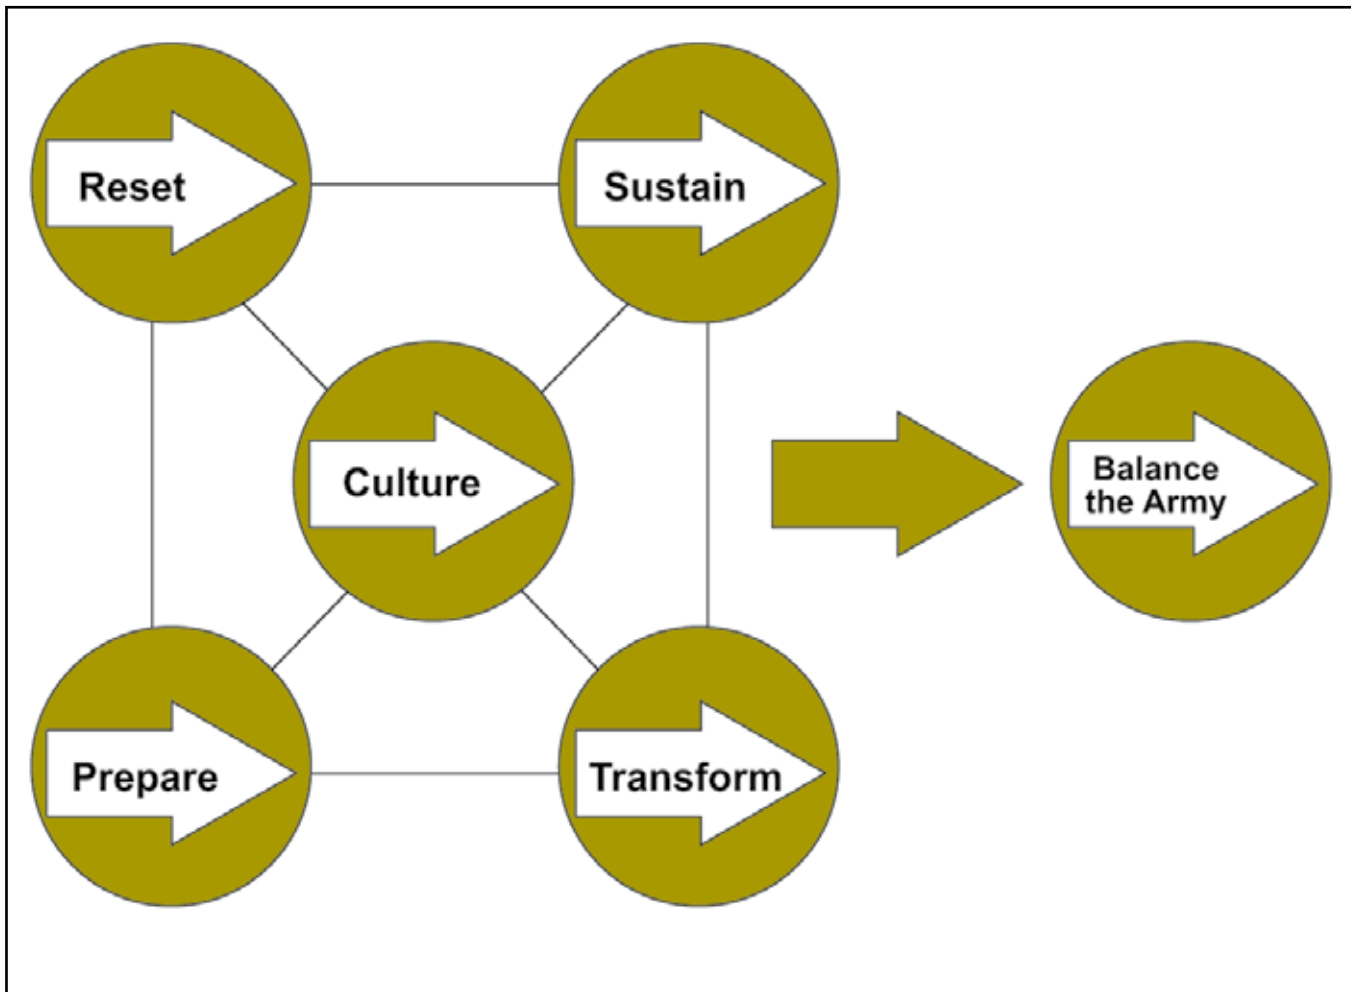 Reset
Sustain
Culture
Balance
the Army
Prepare
Transform